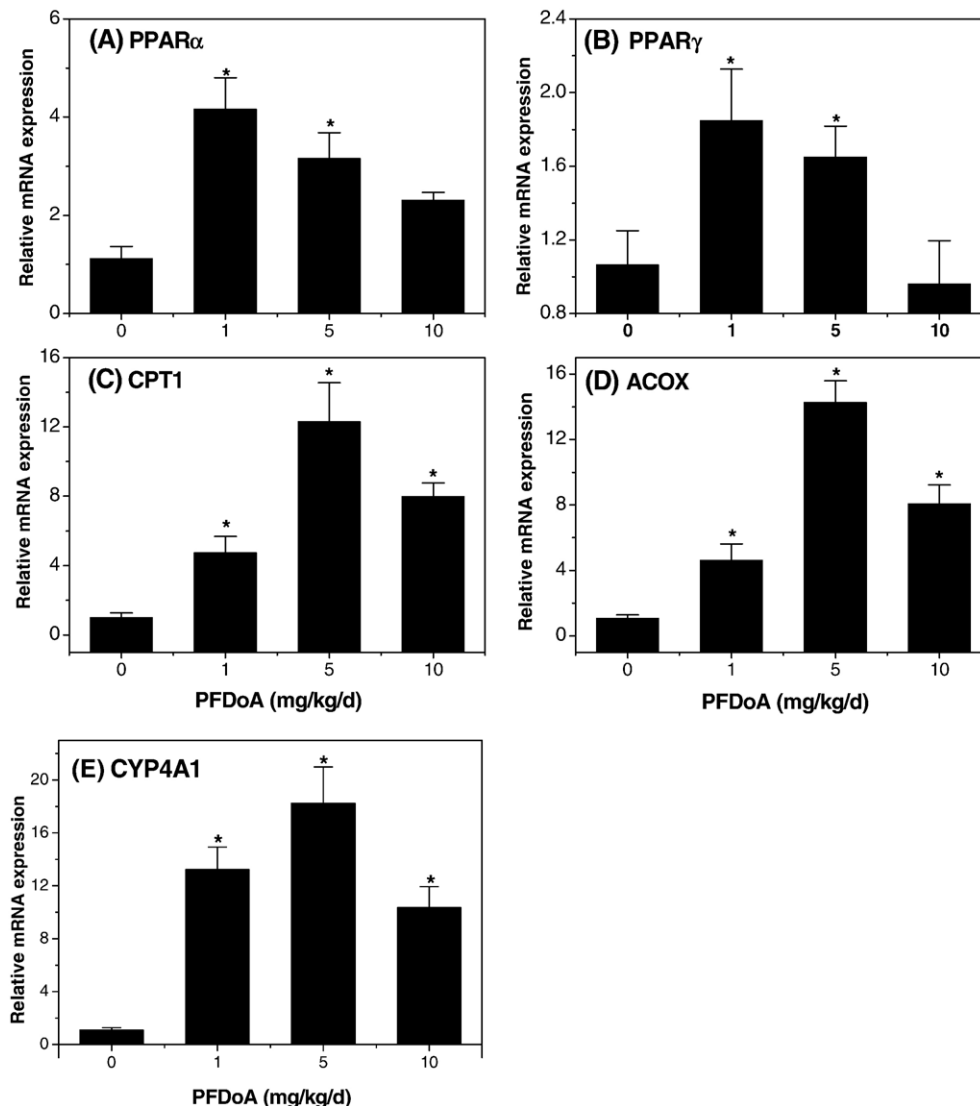 (A) PPARα
Relative mRNA expression
6
4
2
0
*
*
0 1 5 10
(B) PPARγ
Relative mRNA expression
2.4
2.0
1.6
1.2
0.8
*
*
0 1 5 10
(C) CPT1
Relative mRNA expression
16
12
8
4
0
*
*
*
0 1 5 10
PFDoA (mg/kg/d)
(D) ACOX
Relative mRNA expression
16
12
8
4
0
*
*
*
0 1 5 10
PFDoA (mg/kg/d)
(E) CYP4A1
Relative mRNA expression
20
16
12
8
4
0
*
*
*
0 1 5 10
PFDoA (mg/kg/d)